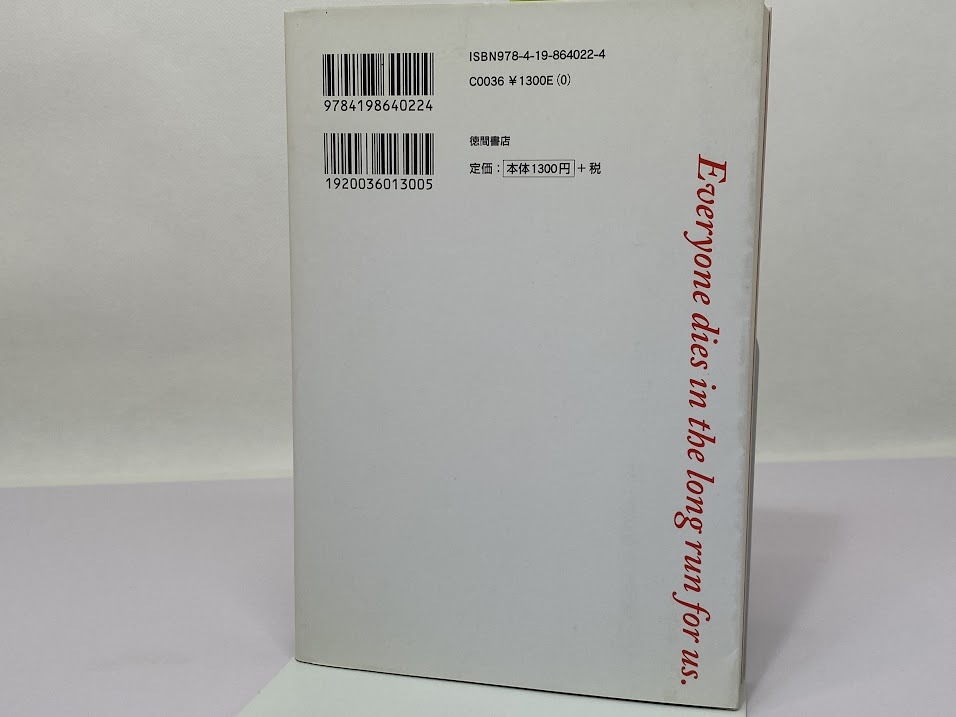 9784198640224
1920036013005
ISBN978-4-19-864022-4
C0036 ¥1300E(0)
徳間書店
定価：本体1300円＋税
Everyone dies in the long run for us.